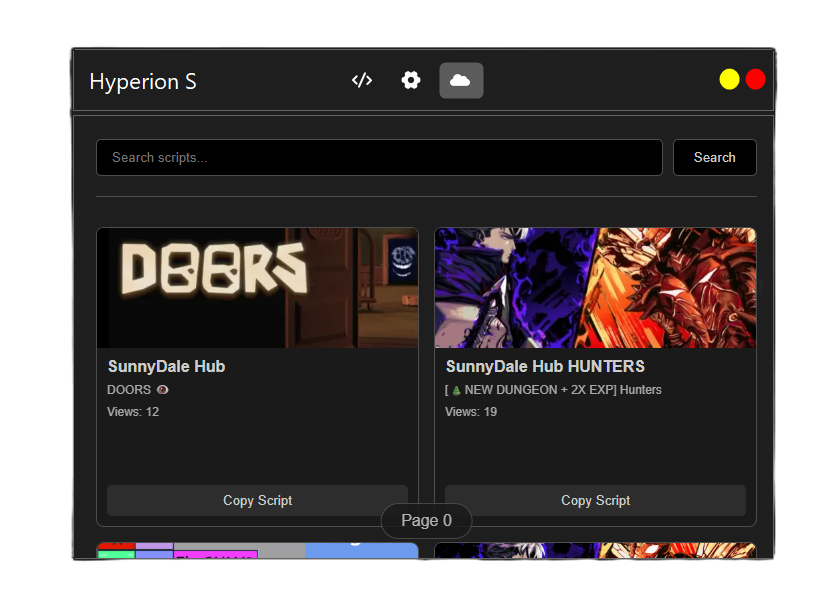 Hyperion S
Search scripts...
Search
DOORS
SunnyDale Hub
DOORS 👁️
Views: 12
Copy Script
SunnyDale Hub HUNTERS
[🎄NEW DUNGEON + 2X EXP] Hunters
Views: 19
Copy Script
Page 0